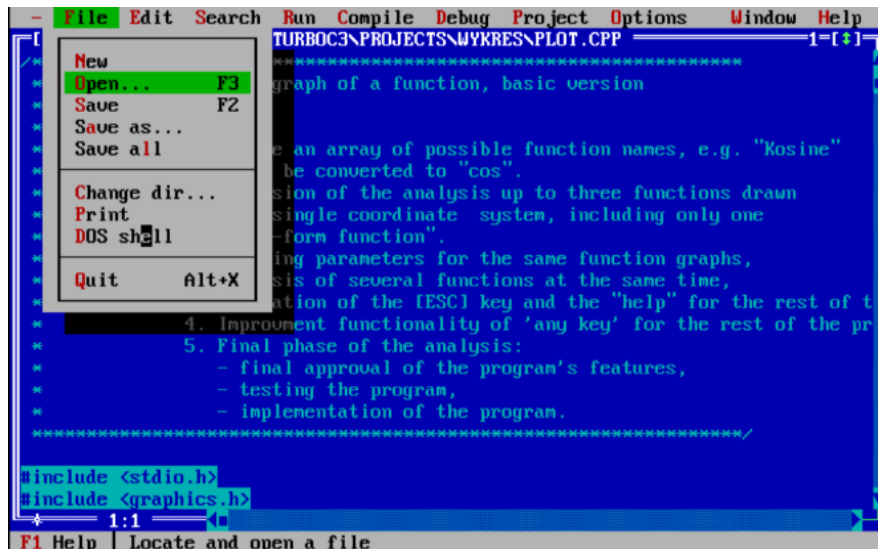 - File Edit Search Run Compile Debug Project Options Window Help
[ TURBOC3\PROJECTS\WYKRES\PLOT.CPP 1=[↕]
/* ******************************************
New
Open... F3
* graph of a function, basic version
Save F2
*
Save as...
*
Save all
* e an array of possible function names, e.g. "Kosine"
* be converted to "cos".
Change dir...
* sion of the analysis up to three functions drawn
Print
* single coordinate system, including only one
DOS shell
* -form function".
* ing parameters for the same function graphs,
Quit Alt+X
* sis of several functions at the same time,
* ation of the [ESC] key and the "help" for the rest of t
* 4. Improvment functionality of 'any key' for the rest of the pr
* 5. Final phase of the analysis:
* - final approval of the program's features,
* - testing the program,
* - implementation of the program.
******************************************************************/
#include <stdio.h>
#include <graphics.h>
1:1
F1 Help | Locate and open a file